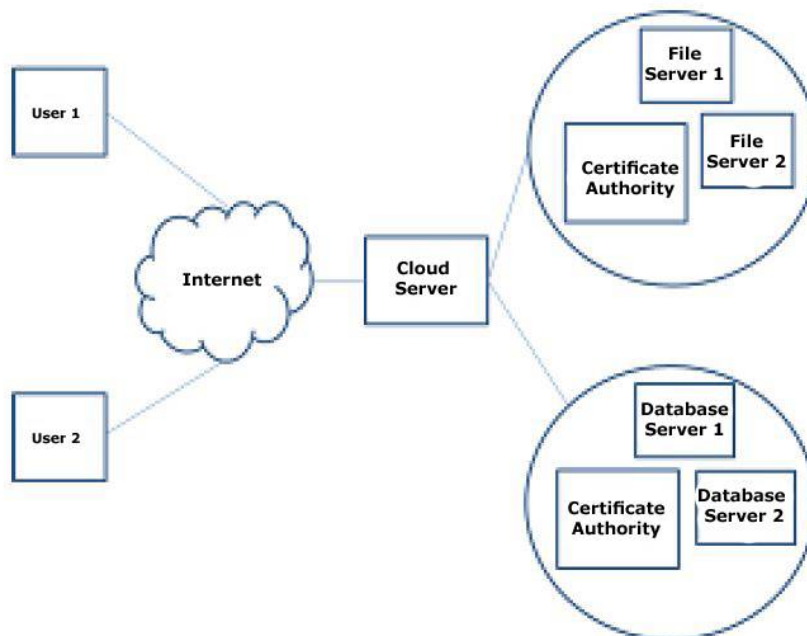 User 1
User 2
Internet
Cloud
Server
File
Server 1
File
Server 2
Certificate
Authority
Database
Server 1
Database
Server 2
Certificate
Authority